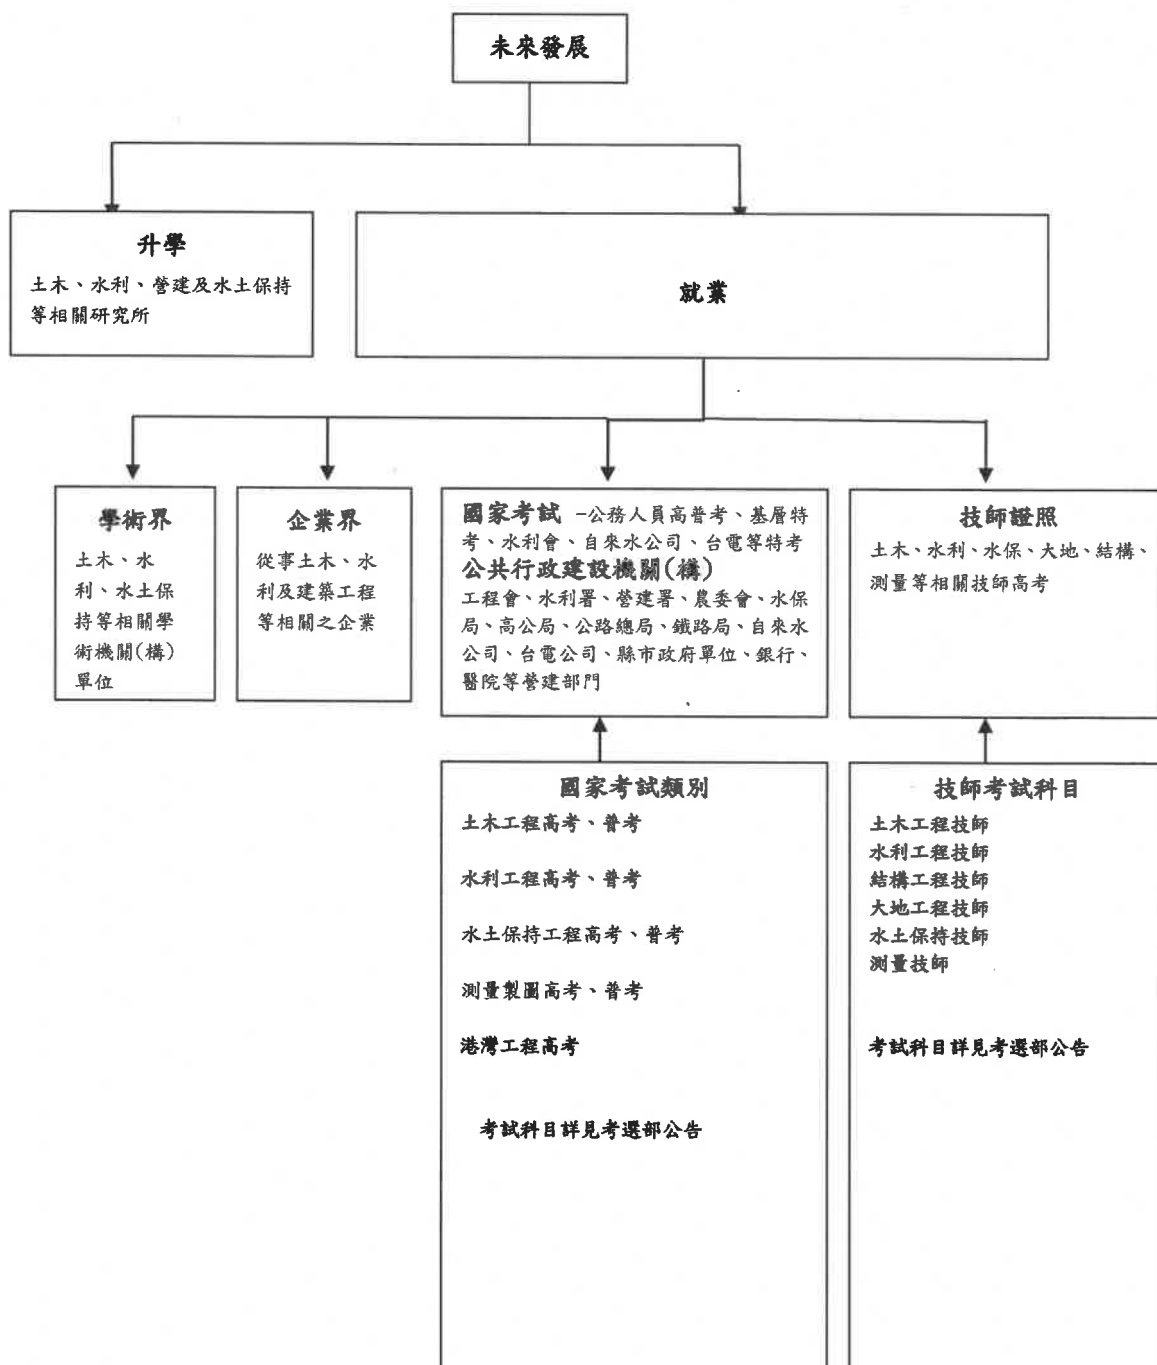 未來發展
升學
土木、水利、營建及水土保持
等相關研究所
就業
學術界
土木、水
利、水土保
持等相關學
術機關(構)
單位
企業界
從事土木、水
利及建築工程
等相關之企業
國家考試 -公務人員高普考、基層特
考、水利會、自來水公司、台電等特考
公共行政建設機關(構)
工程會、水利署、營建署、農委會、水保
局、高公局、公路總局、鐵路局、自來水
公司、台電公司、縣市政府單位、銀行、
醫院等營建部門
技師證照
土木、水利、水保、大地、結構、
測量等相關技師高考
國家考試類別
土木工程高考、普考
水利工程高考、普考
水土保持工程高考、普考
測量製圖高考、普考
港灣工程高考
考試科目詳見考選部公告
技師考試科目
土木工程技師
水利工程技師
結構工程技師
大地工程技師
水土保持技師
測量技師
考試科目詳見考選部公告